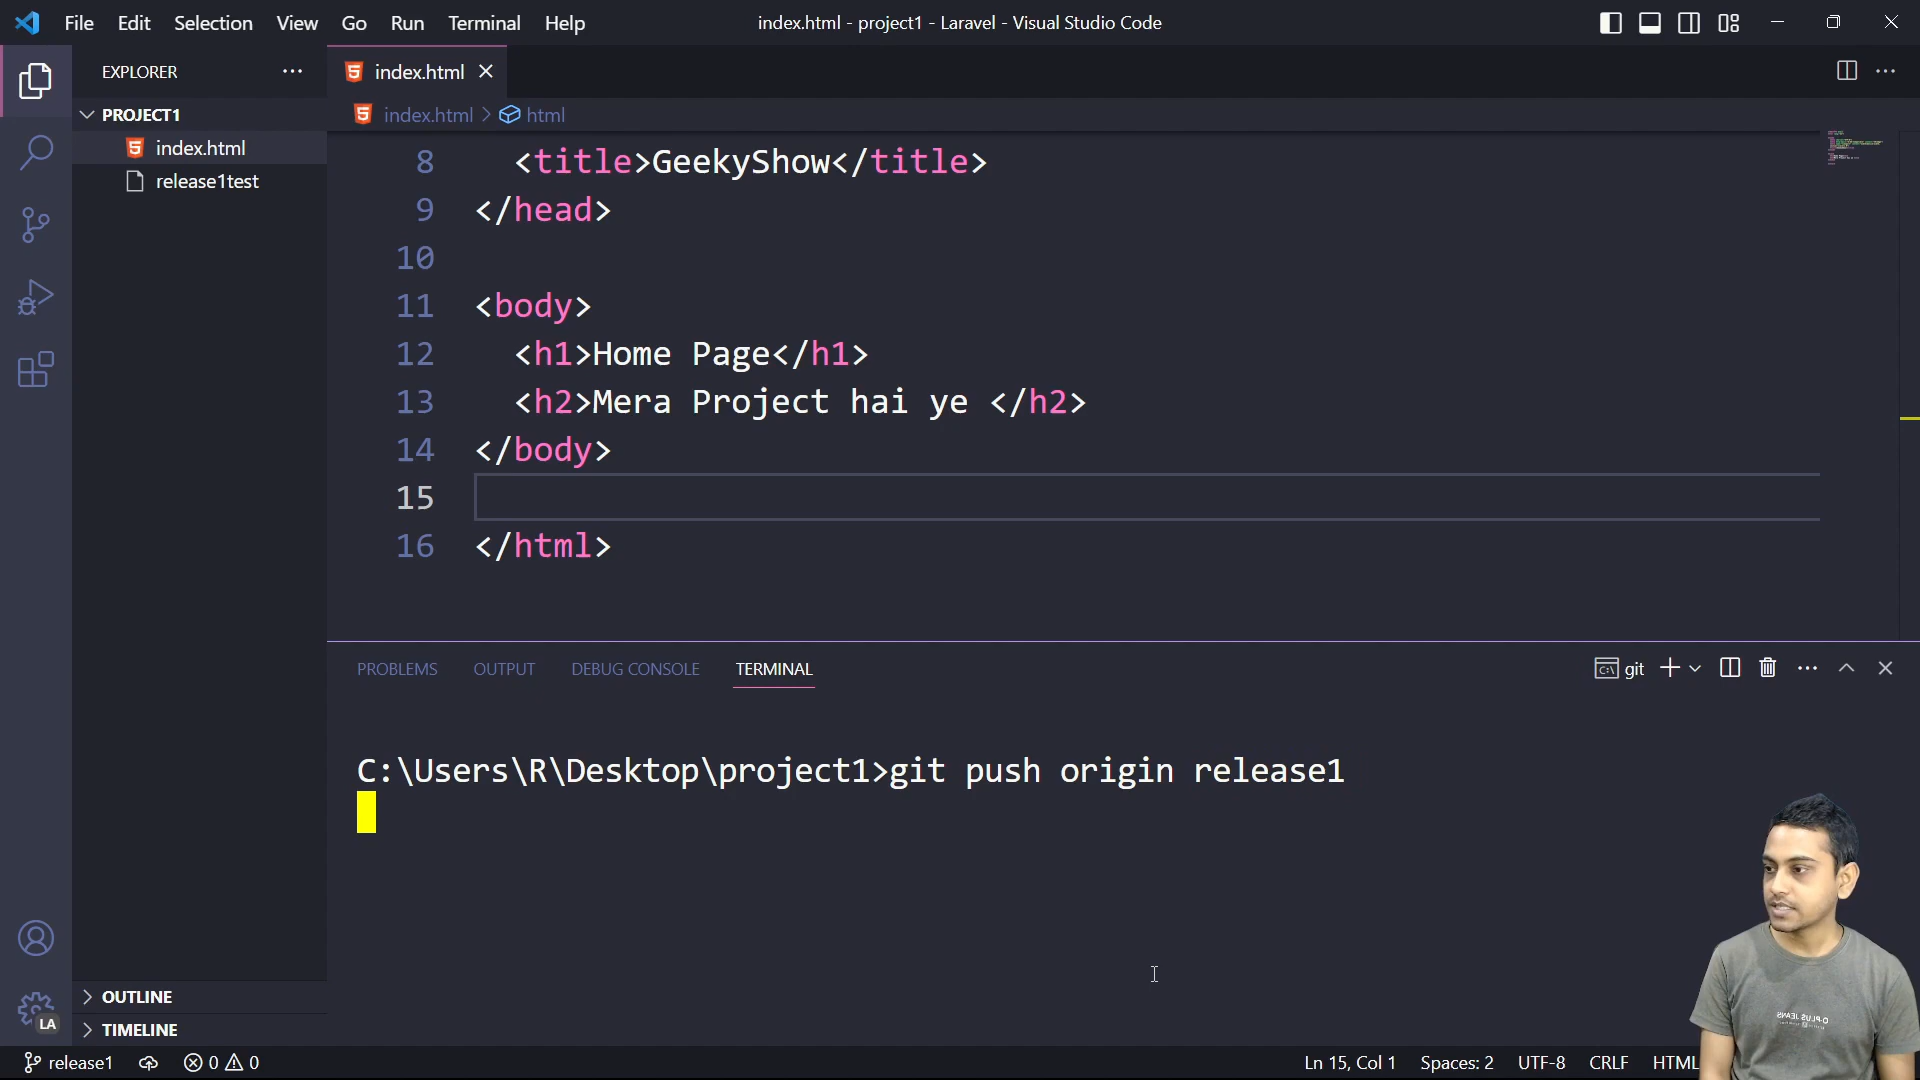 File Edit Selection View Go Run Terminal Help index.html - project1 - Laravel - Visual Studio Code
EXPLORER ··· index.html
PROJECT1 index.html > html
index.html
release1test
8 <title>GeekyShow</title>
9 </head>
10
11 <body>
12 <h1>Home Page</h1>
13 <h2>Mera Project hai ye </h2>
14 </body>
15
16 </html>
PROBLEMS OUTPUT DEBUG CONSOLE TERMINAL git
C:\Users\R\Desktop\project1>git push origin release1
OUTLINE
LA
TIMELINE
release1 0 0 Ln 15, Col 1 Spaces: 2 UTF-8 CRLF HTML